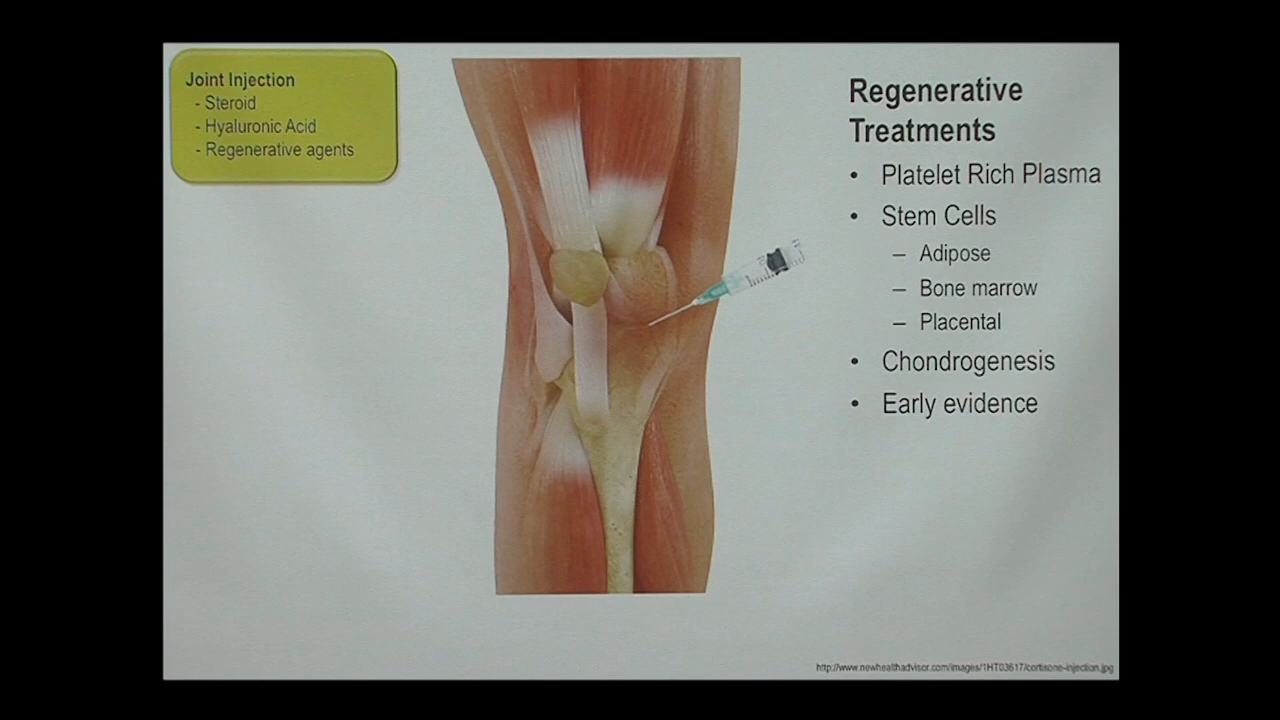 Joint Injection
- Steroid
- Hyaluronic Acid
- Regenerative agents
Regenerative
Treatments
• Platelet Rich Plasma
• Stem Cells
– Adipose
– Bone marrow
– Placental
• Chondrogenesis
• Early evidence
http://www.newhealthadvisor.com/images/1HT03617/cortisone-injection.jpg